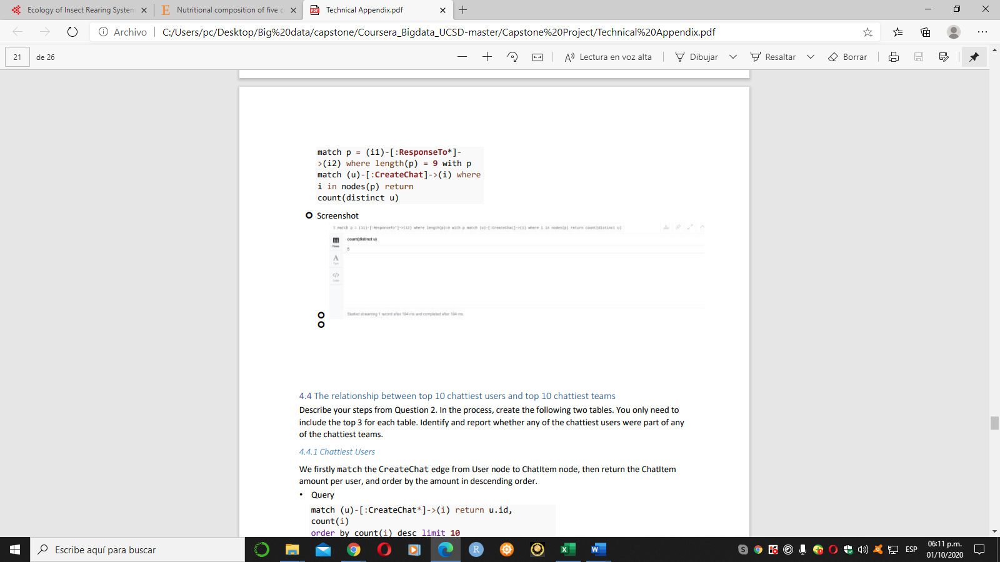 Ecology of Insect Rearing System
Nutritional composition of five c
Technical Appendix.pdf
Archivo
C:/Users/pc/Desktop/Big%20data/capstone/Coursera_Bigdata_UCSD-master/Capstone%20Project/Technical%20Appendix.pdf
21 de 26
Lectura en voz alta
Dibujar
Resaltar
Borrar
match p = (i1)-[:ResponseTo*]-
>(i2) where length(p) = 9 with p
match (u)-[:CreateChat]->(i) where
i in nodes(p) return
count(distinct u)
Screenshot
$ match p = (i1)-[:ResponseTo*]->(i2) where length(p)=9 with p match (u)-[:CreateChat]->(i) where i in nodes(p) return count(distinct u)
count(distinct u)
Rows
5
A
Text
</>
Code
Started streaming 1 record after 194 ms and completed after 194 ms.
4.4 The relationship between top 10 chattiest users and top 10 chattiest teams
Describe your steps from Question 2. In the process, create the following two tables. You only need to
include the top 3 for each table. Identify and report whether any of the chattiest users were part of any
of the chattiest teams.
4.4.1 Chattiest Users
We firstly match the CreateChat edge from User node to ChatItem node, then return the ChatItem
amount per user, and order by the amount in descending order.
• Query
match (u)-[:CreateChat*]->(i) return u.id,
count(i)
order by count(i) desc limit 10
Escribe aquí para buscar
ESP
06:11 p.m.
01/10/2020